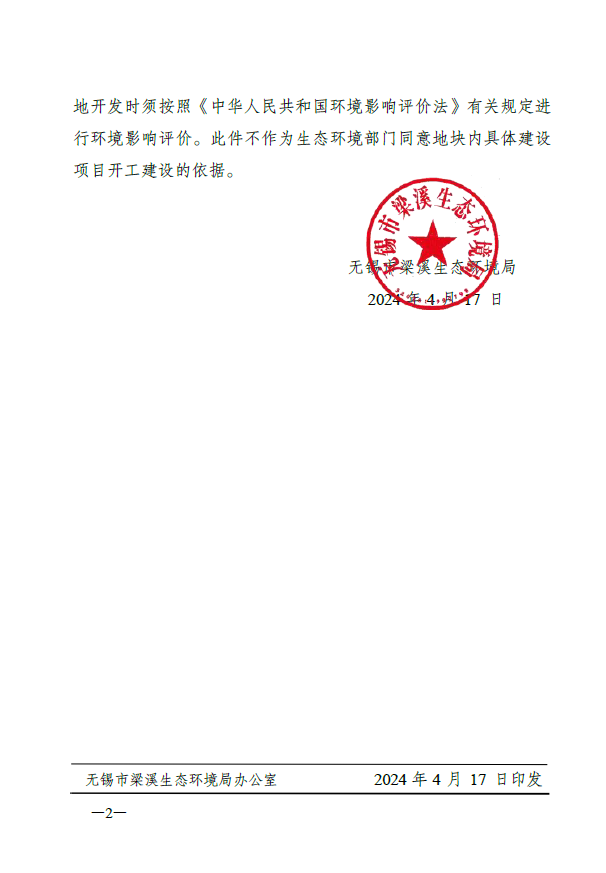 地开发时须按照《中华人民共和国环境影响评价法》有关规定进
行环境影响评价。此件不作为生态环境部门同意地块内具体建设
项目开工建设的依据。
无锡市梁溪生态环境局
无锡市梁溪生态环境局
2024 年 4 月 17 日
无锡市梁溪生态环境局办公室 2024 年 4 月 17 日印发
—2—